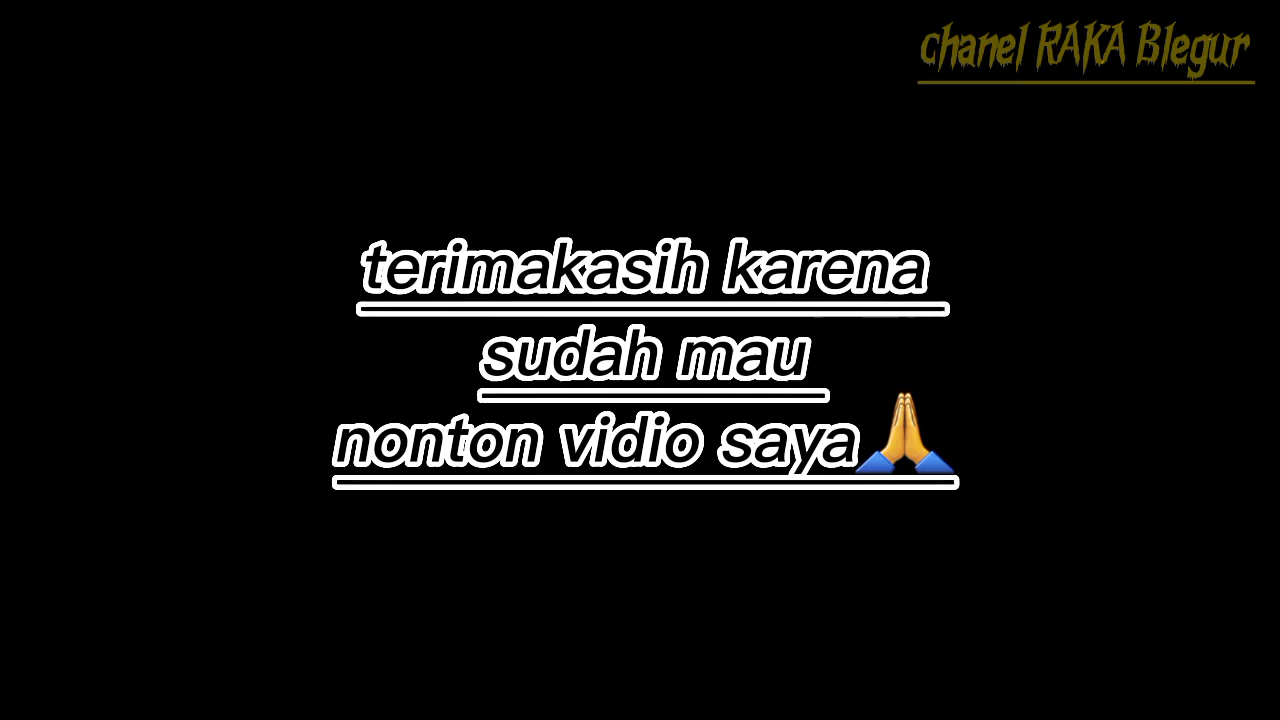 chanel RAKA Blegur
terimakasih karena
sudah mau
nonton vidio saya🙏